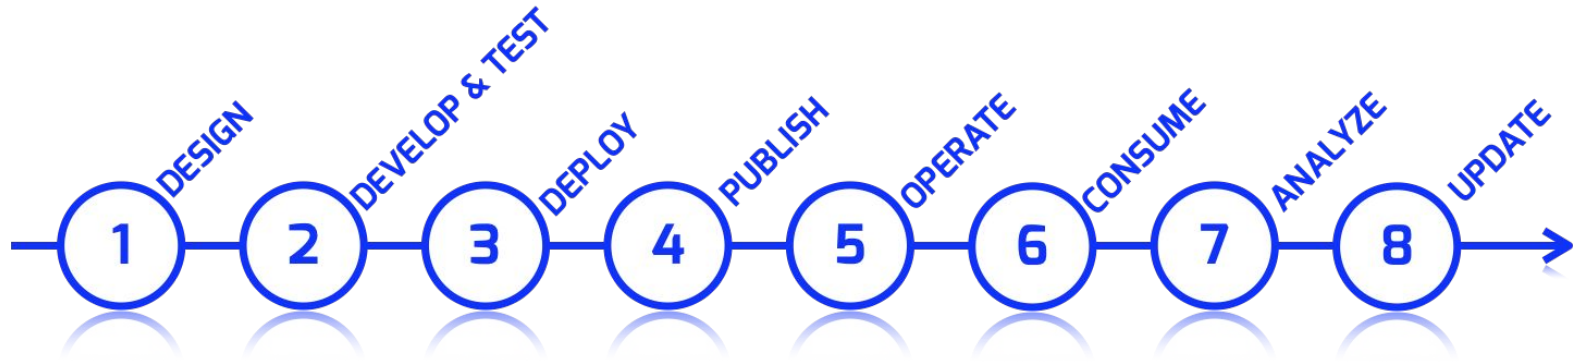 1 DESIGN
2 DEVELOP & TEST
3 DEPLOY
4 PUBLISH
5 OPERATE
6 CONSUME
7 ANALYZE
8 UPDATE